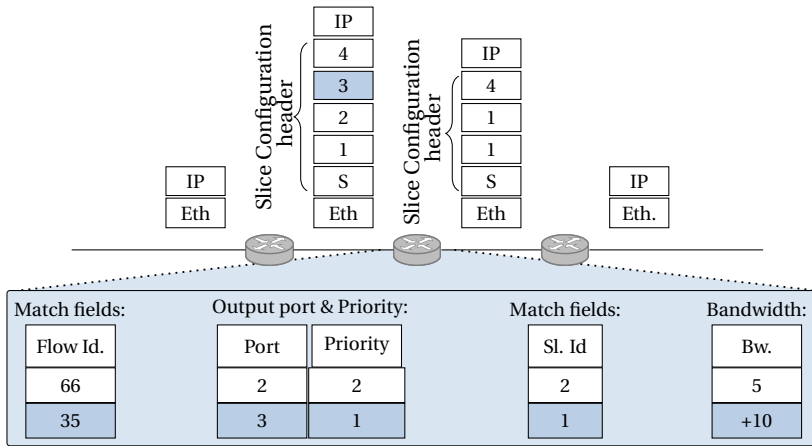 IP
4
3
2
1
S
Eth
Slice Configuration
header
IP
4
1
1
S
Eth
Slice Configuration
header
IP
Eth
IP
Eth.
Match fields:
Flow Id.
66
35
Output port & Priority:
Port Priority
2 2
3 1
Match fields:
Sl. Id
2
1
Bandwidth:
Bw.
5
+10